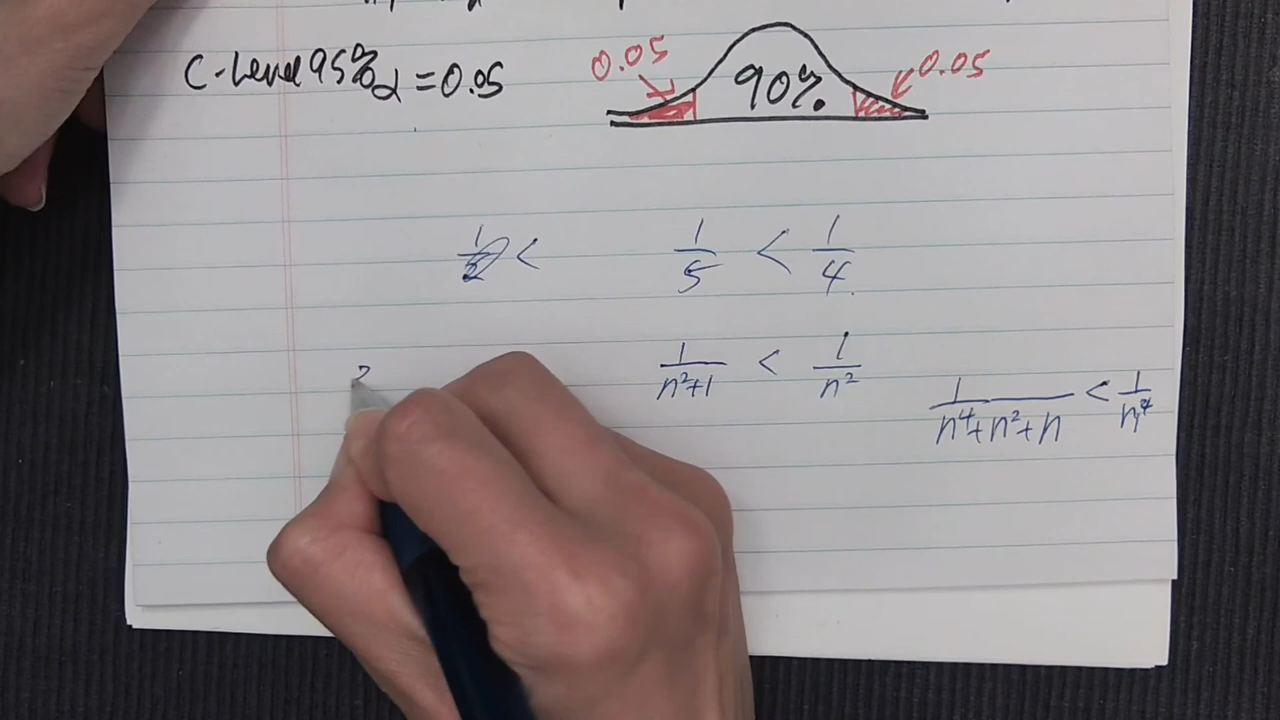 C-Level 95% α = 0.05
0.05 90% 0.05
<
1/5 < 1/4
1/(n²+1) < 1/n²
1/(n⁴+n²+n) < 1/n⁴